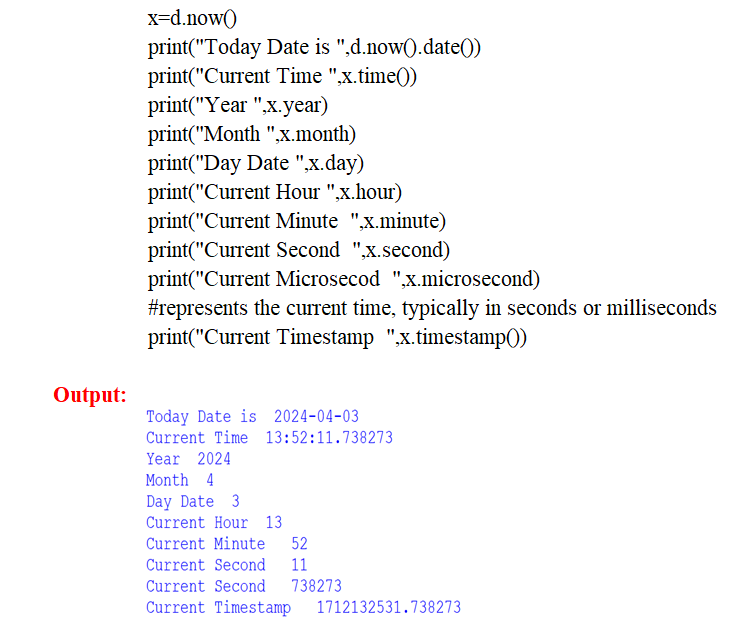 x=d.now()
print("Today Date is ",d.now().date())
print("Current Time ",x.time())
print("Year ",x.year)
print("Month ",x.month)
print("Day Date ",x.day)
print("Current Hour ",x.hour)
print("Current Minute  ",x.minute)
print("Current Second  ",x.second)
print("Current Microsecod  ",x.microsecond)
#represents the current time, typically in seconds or milliseconds
print("Current Timestamp  ",x.timestamp())
Output:
Today Date is  2024-04-03
Current Time  13:52:11.738273
Year  2024
Month  4
Day Date  3
Current Hour  13
Current Minute   52
Current Second   11
Current Second   738273
Current Timestamp   1712132531.738273